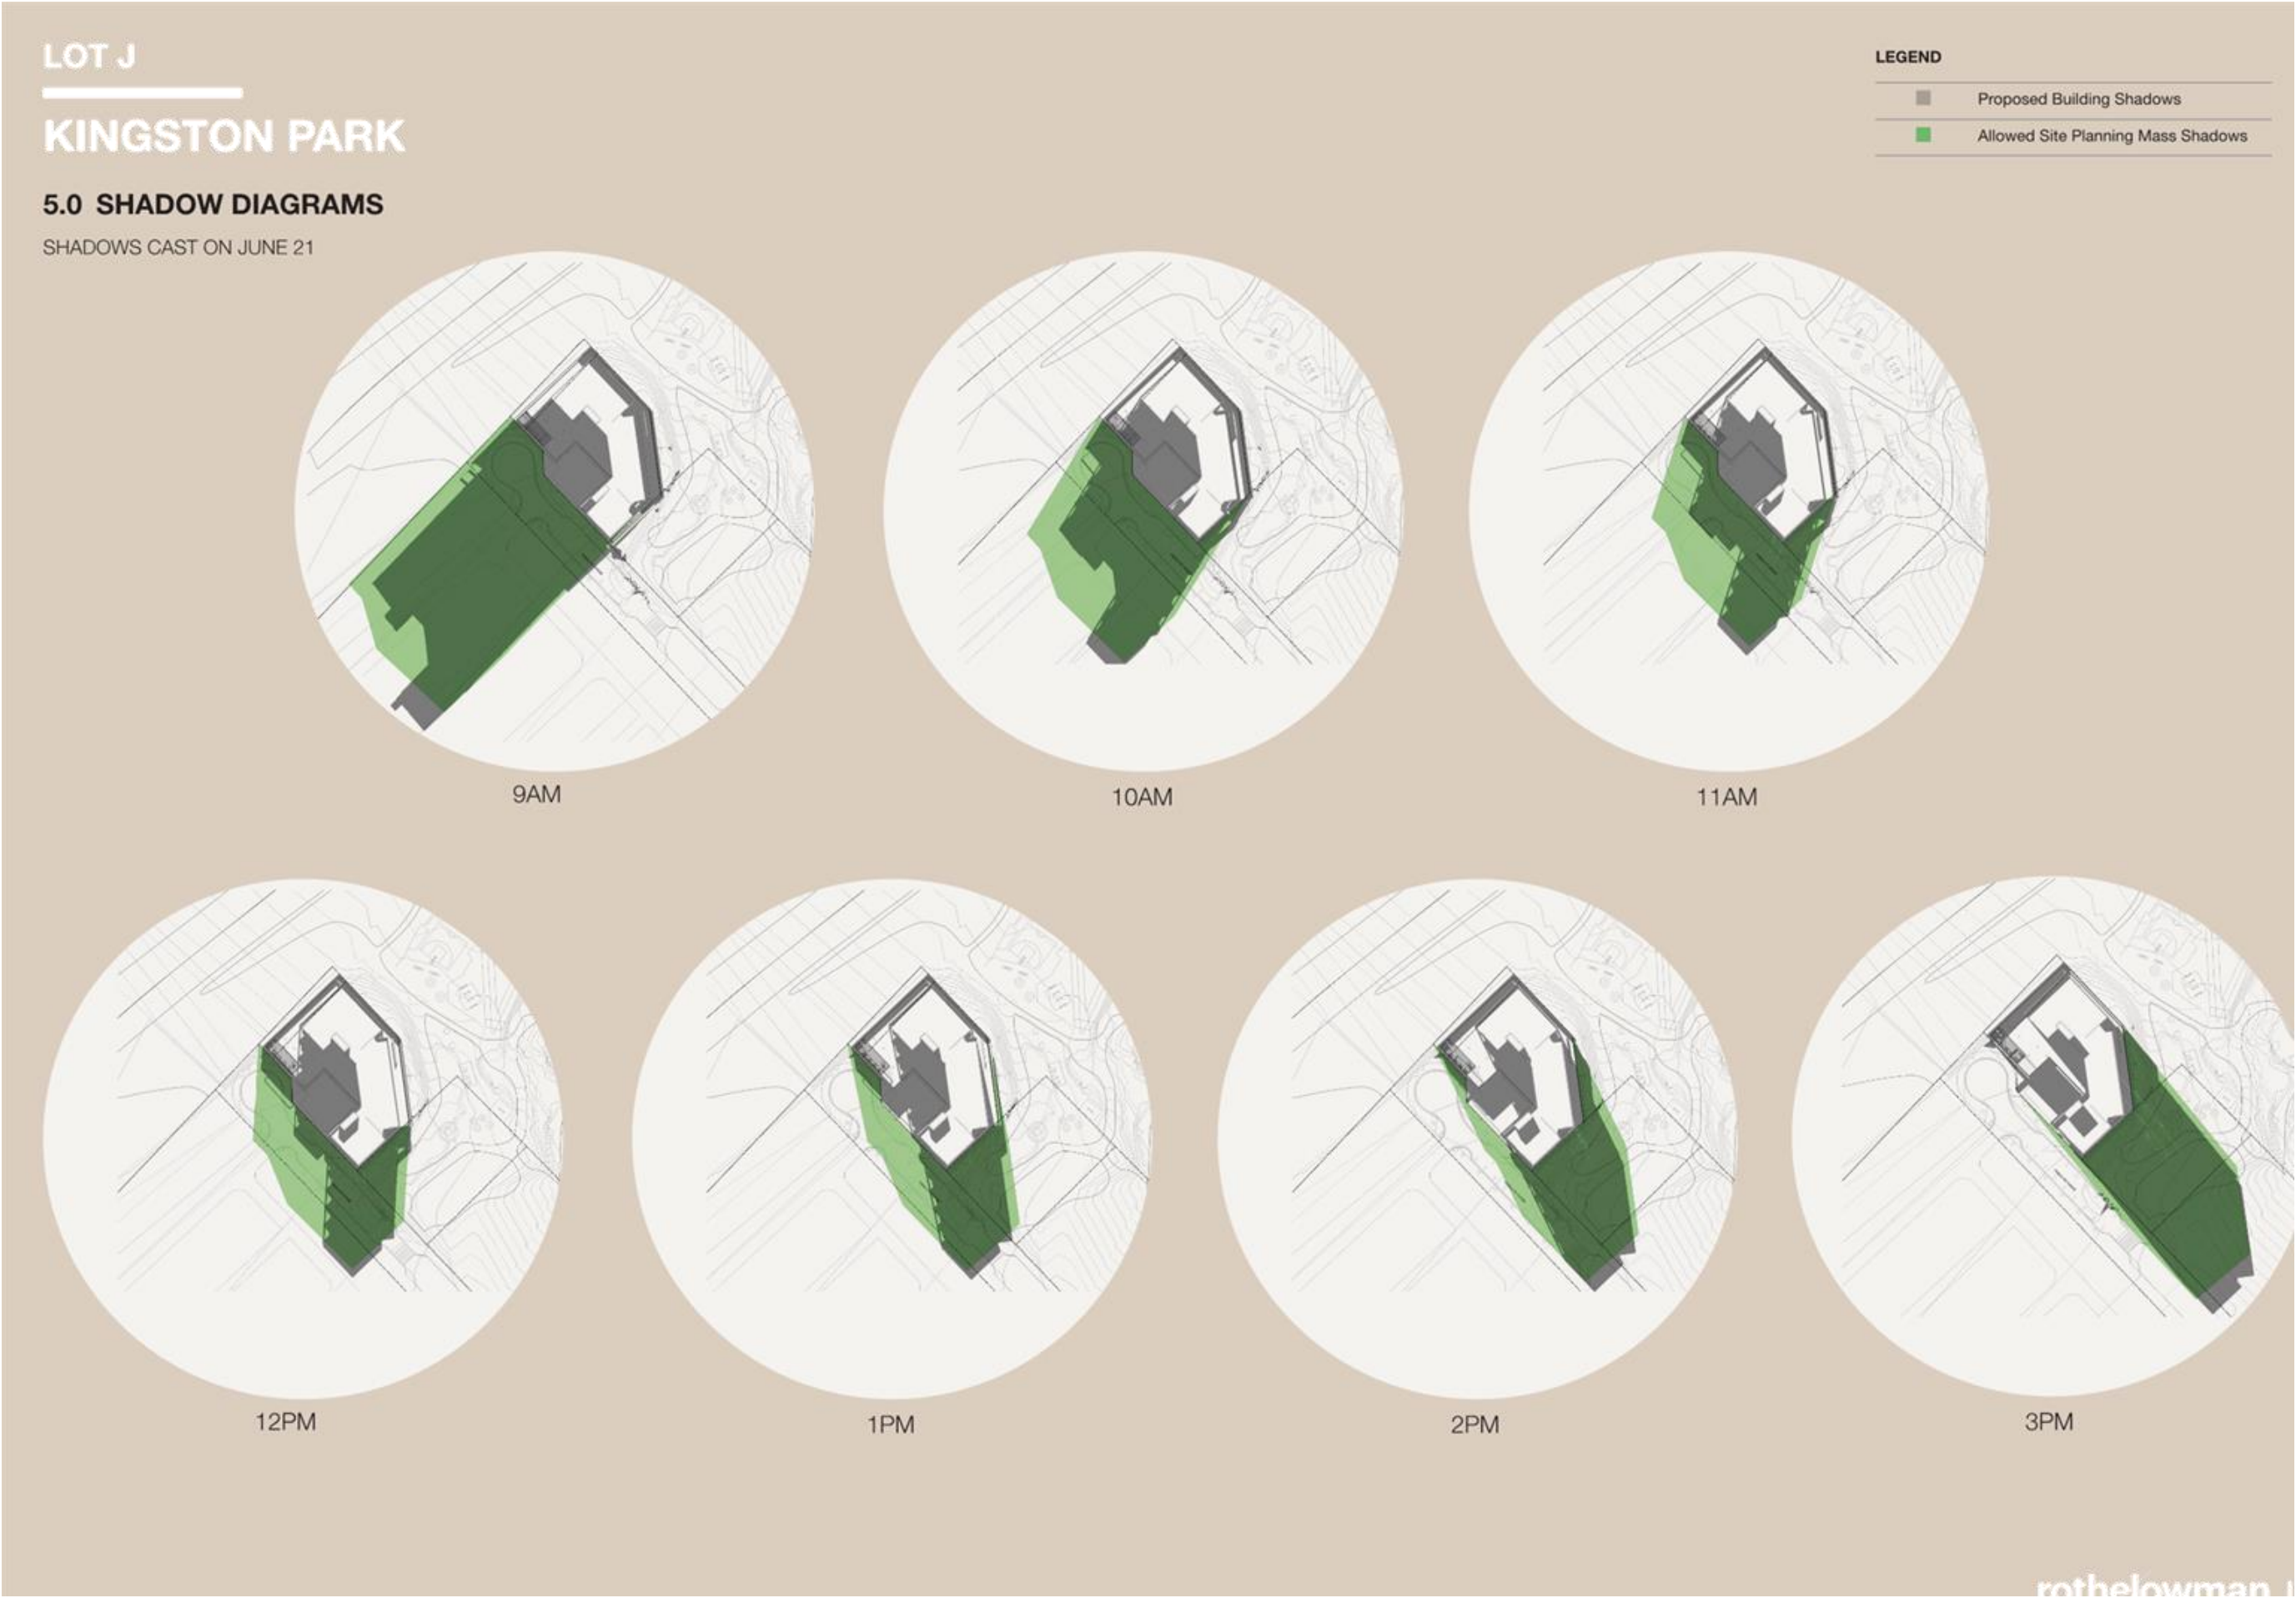 LOT J
KINGSTON PARK
5.0 SHADOW DIAGRAMS
SHADOWS CAST ON JUNE 21
LEGEND
Proposed Building Shadows
Allowed Site Planning Mass Shadows
9AM
10AM
11AM
12PM
1PM
2PM
3PM
rothelowman